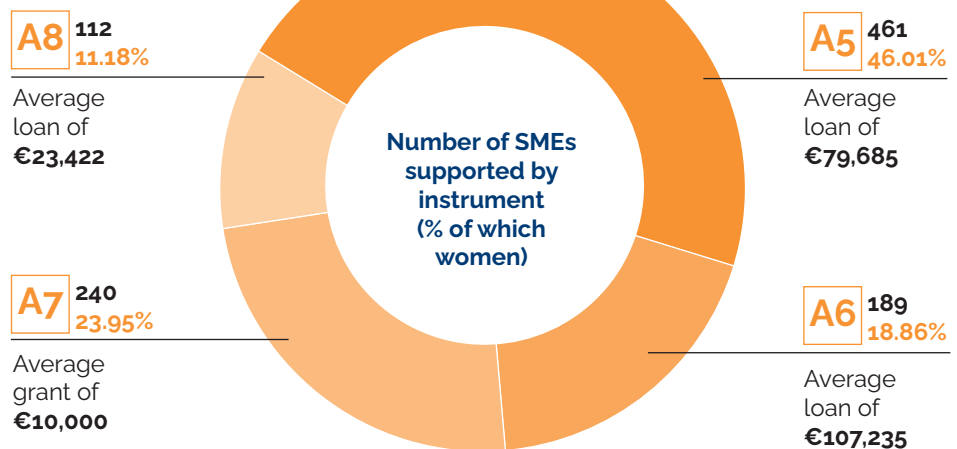 A8
112
11.18%
Average
loan of
€23,422
A5
461
46.01%
Average
loan of
€79,685
Number of SMEs
supported by
instrument
(% of which
women)
A7
240
23.95%
Average
grant of
€10,000
A6
189
18.86%
Average
loan of
€107,235